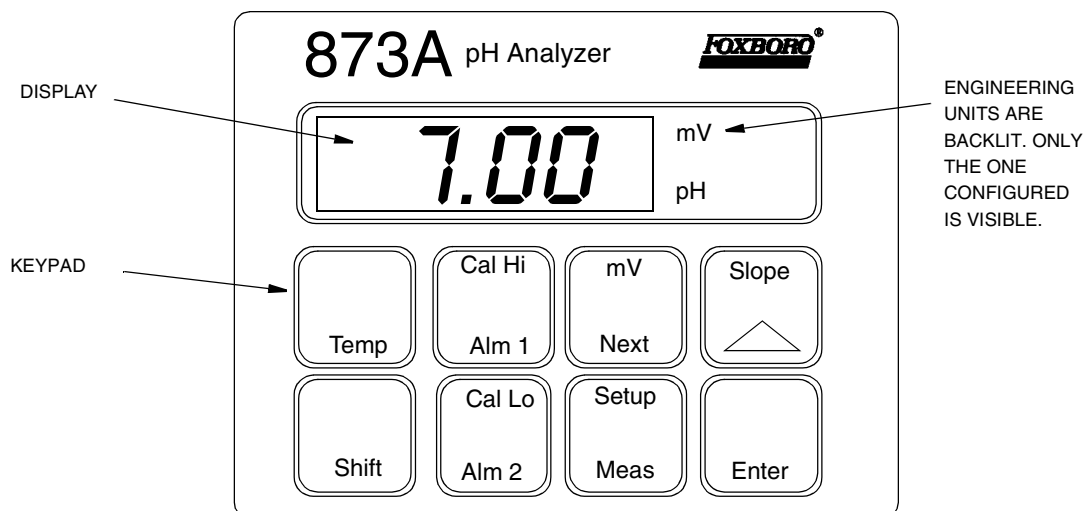 873A pH Analyzer
FOXBORO®
DISPLAY
7.00
mV
pH
ENGINEERING
UNITS ARE
BACKLIT. ONLY
THE ONE
CONFIGURED
IS VISIBLE.
KEYPAD
Temp
Cal Hi
Alm 1
mV
Next
Slope
Shift
Cal Lo
Alm 2
Setup
Meas
Enter